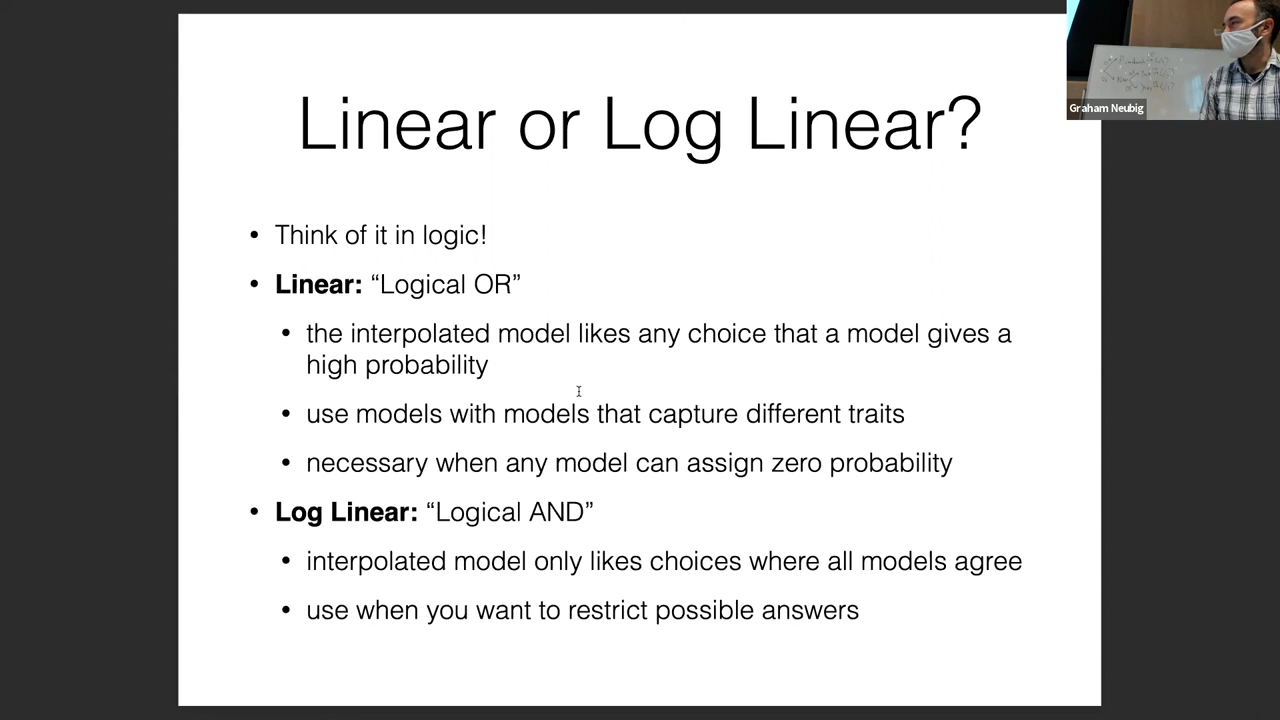 Linear or Log Linear?
Graham Neubig
• Think of it in logic!
• Linear: “Logical OR”
• the interpolated model likes any choice that a model gives a
high probability
• use models with models that capture different traits
• necessary when any model can assign zero probability
• Log Linear: “Logical AND”
• interpolated model only likes choices where all models agree
• use when you want to restrict possible answers